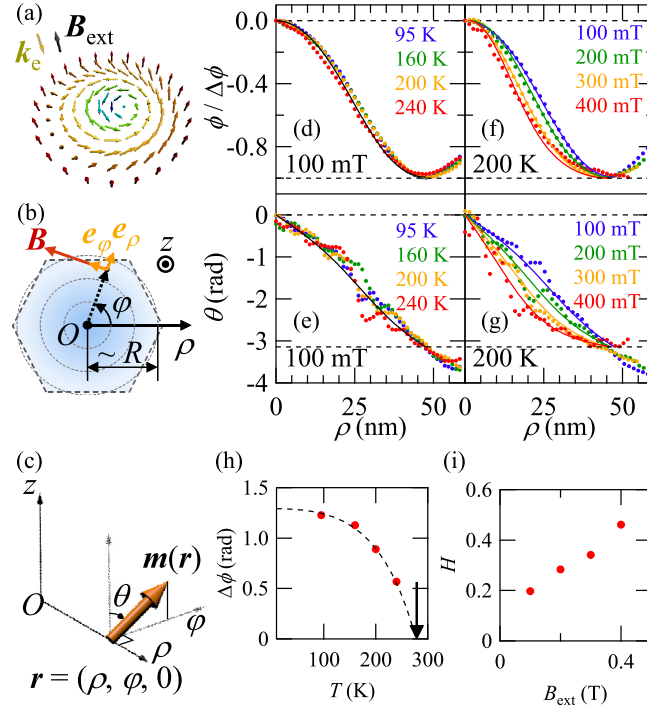 (a)
k_e
B_ext
(b)
B
e_φ
e_ρ
z
φ
O
ρ
~ R
(c)
z
O
θ
m(r)
φ
ρ
r = (ρ, φ, 0)
(d)
0.0
-0.4
-0.8
ϕ / Δϕ
95 K
160 K
200 K
240 K
100 mT
(f)
100 mT
200 mT
300 mT
400 mT
200 K
(e)
0
-1
-2
-3
-4
θ (rad)
95 K
160 K
200 K
240 K
100 mT
0
25
50
ρ (nm)
(g)
100 mT
200 mT
300 mT
400 mT
200 K
25
50
ρ (nm)
(h)
1.5
1.0
0.5
0
Δϕ (rad)
100
200
300
T (K)
(i)
0.6
0.4
0.2
0
H
0
0.4
B_ext (T)